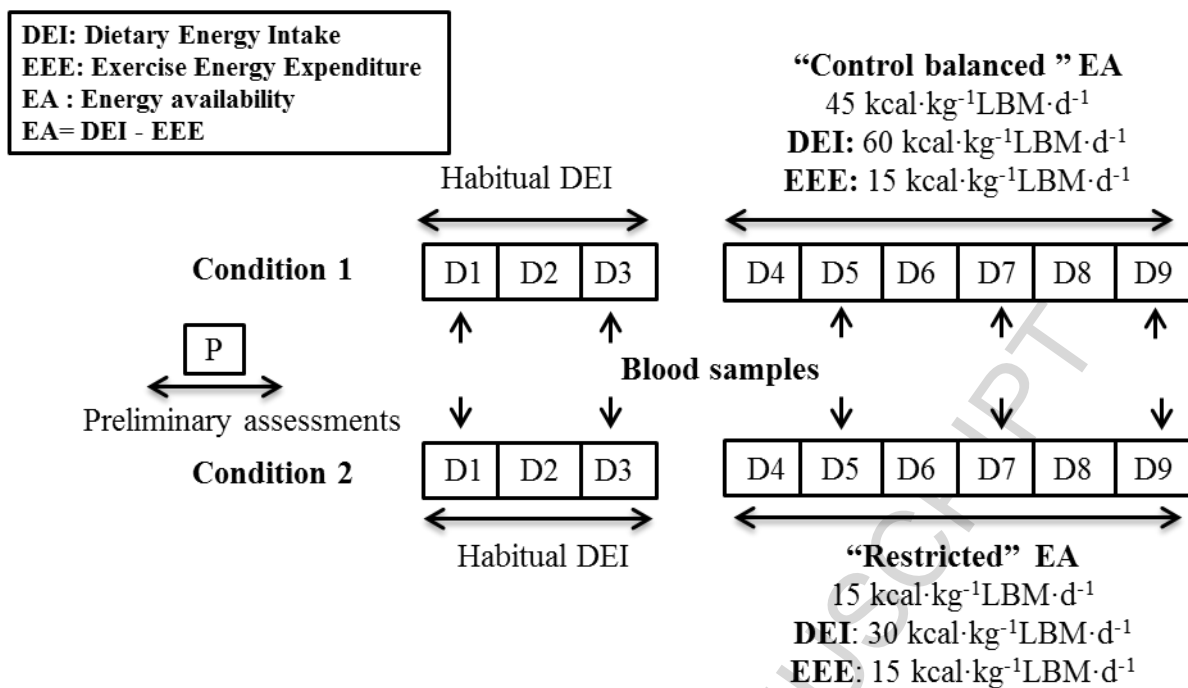 DEI: Dietary Energy Intake
EEE: Exercise Energy Expenditure
EA : Energy availability
EA= DEI - EEE
“Control balanced ” EA
45 kcal·kg⁻¹LBM·d⁻¹
DEI: 60 kcal·kg⁻¹LBM·d⁻¹
EEE: 15 kcal·kg⁻¹LBM·d⁻¹
Habitual DEI
Condition 1 D1 D2 D3 D4 D5 D6 D7 D8 D9
P
Blood samples
Preliminary assessments
Condition 2 D1 D2 D3 D4 D5 D6 D7 D8 D9
Habitual DEI
“Restricted” EA
15 kcal·kg⁻¹LBM·d⁻¹
DEI: 30 kcal·kg⁻¹LBM·d⁻¹
EEE: 15 kcal·kg⁻¹LBM·d⁻¹